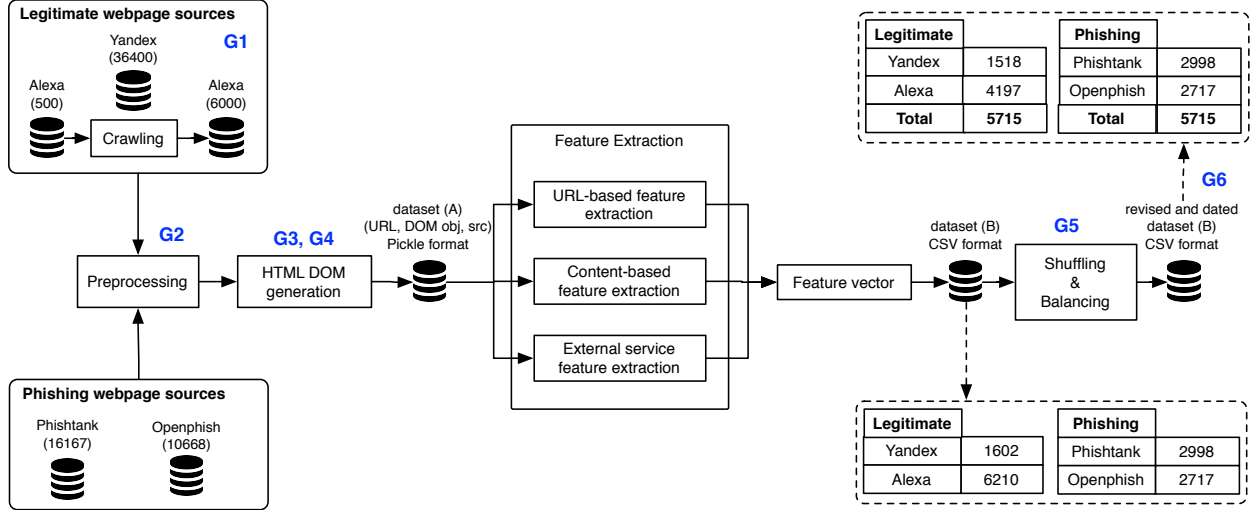 Legitimate webpage sources
G1
Yandex
(36400)
Alexa
(500)
Alexa
(6000)
Crawling
G2
Preprocessing
Phishing webpage sources
Phishtank
(16167)
Openphish
(10668)
G3, G4
HTML DOM
generation
dataset (A)
(URL, DOM obj, src)
Pickle format
Feature Extraction
URL-based feature
extraction
Content-based
feature extraction
External service
feature extraction
Feature vector
dataset (B)
CSV format
G5
Shuffling
&
Balancing
G6
revised and dated
dataset (B)
CSV format
Legitimate
Yandex 1518
Alexa 4197
Total 5715
Phishing
Phishtank 2998
Openphish 2717
Total 5715
Legitimate
Yandex 1602
Alexa 6210
Phishing
Phishtank 2998
Openphish 2717